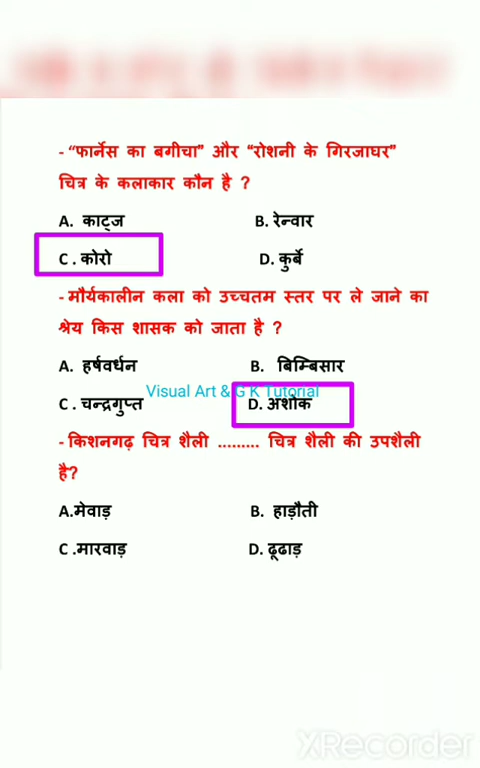 - “फार्नेस का बगीचा” और “रोशनी के गिरजाघर”
चित्र के कलाकार कौन है ?
A. काट्ज B. रेन्वार
C . कोरो D. कुर्बे
- मौर्यकालीन कला को उच्चतम स्तर पर ले जाने का
श्रेय किस शासक को जाता है ?
A. हर्षवर्धन B. बिम्बिसार
Visual Art & G K Tutorial
C . चन्द्रगुप्त D. अशोक
- किशनगढ़ चित्र शैली ......... चित्र शैली की उपशैली
है?
A.मेवाड़ B. हाड़ौती
C .मारवाड़ D. ढूढाड़
XRecorder